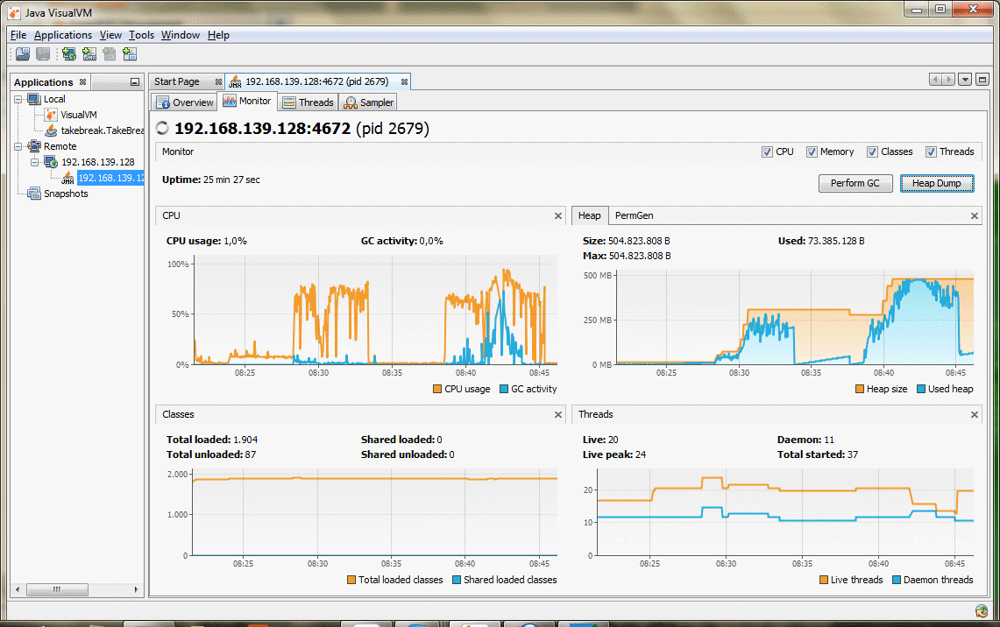 Java VisualVM
File Applications View Tools Window Help
Applications
Local
VisualVM
takebreak.TakeBrea
Remote
192.168.139.128
192.168.139.12
Snapshots
Start Page 192.168.139.128:4672 (pid 2679)
Overview Monitor Threads Sampler
192.168.139.128:4672 (pid 2679)
Monitor CPU Memory Classes Threads
Uptime: 25 min 27 sec
Perform GC Heap Dump
CPU
CPU usage: 1,0% GC activity: 0,0%
100%
50%
0%
08:25 08:30 08:35 08:40 08:45
CPU usage GC activity
Heap PermGen
Size: 504.823.808 B Used: 73.385.128 B
Max: 504.823.808 B
500 MB
250 MB
0 MB
08:25 08:30 08:35 08:40 08:45
Heap size Used heap
Classes
Total loaded: 1.904 Shared loaded: 0
Total unloaded: 87 Shared unloaded: 0
2.000
1.000
0
08:25 08:30 08:35 08:40 08:45
Total loaded classes Shared loaded classes
Threads
Live: 20 Daemon: 11
Live peak: 24 Total started: 37
20
10
0
08:25 08:30 08:35 08:40 08:45
Live threads Daemon threads